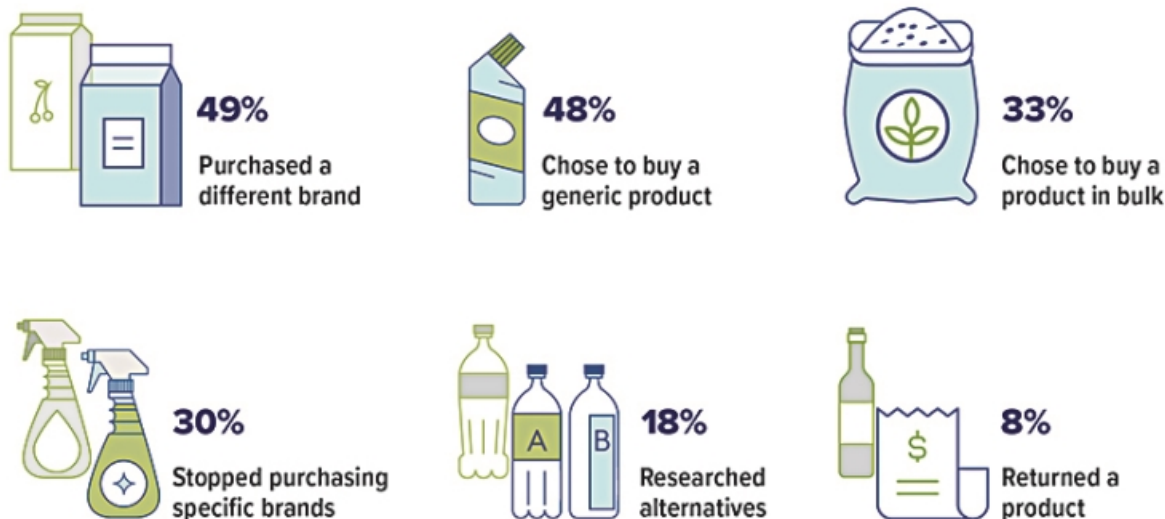 49%
Purchased a
different brand
48%
Chose to buy a
generic product
33%
Chose to buy a
product in bulk
30%
Stopped purchasing
specific brands
A
B
18%
Researched
alternatives
$
8%
Returned a
product